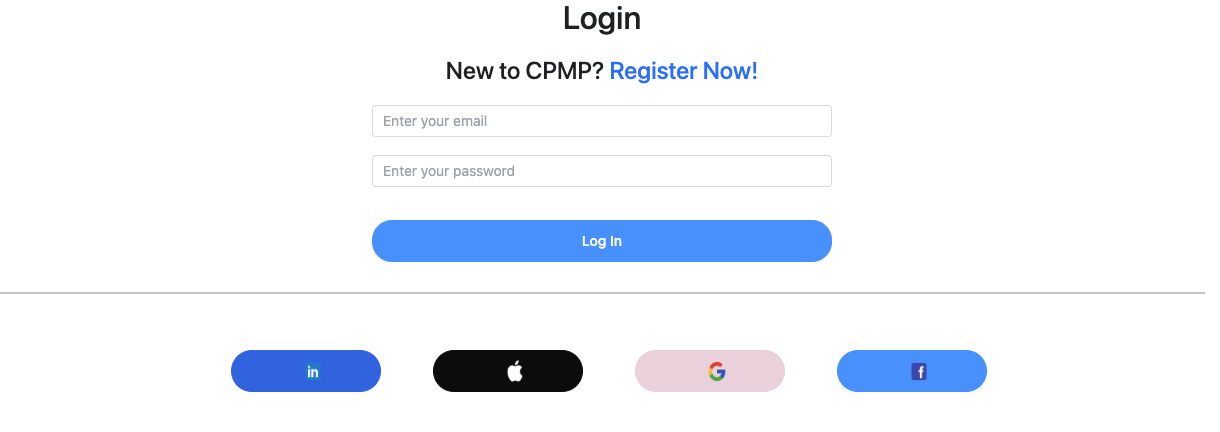 Login
New to CPMP? Register Now!
Enter your email
Enter your password
Log In
in
G
f